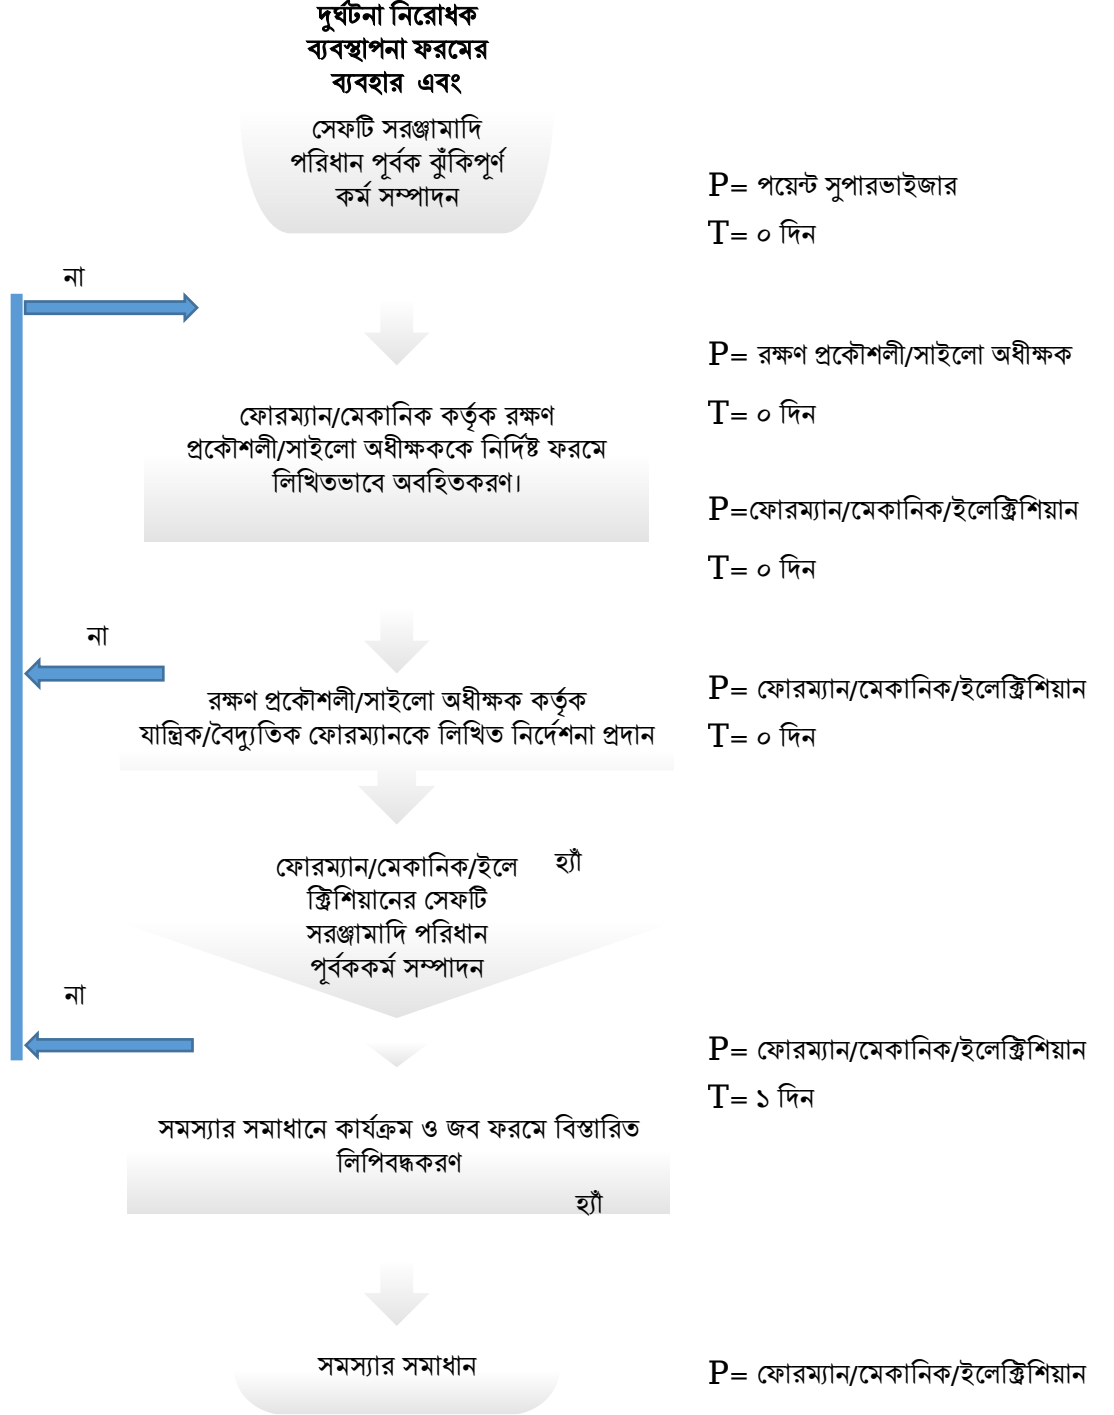 দুর্ঘটনা নিরোধক
ব্যবস্থাপনা ফরমের
ব্যবহার এবং
সেফটি সরঞ্জামাদি
পরিধান পূর্বক ঝুঁকিপূর্ণ
কর্ম সম্পাদন
P= পয়েন্ট সুপারভাইজার
T= ০ দিন
না
P= রক্ষণ প্রকৌশলী/সাইলো অধীক্ষক
T= ০ দিন
ফোরম্যান/মেকানিক কর্তৃক রক্ষণ
প্রকৌশলী/সাইলো অধীক্ষককে নির্দিষ্ট ফরমে
লিখিতভাবে অবহিতকরণ।
P=ফোরম্যান/মেকানিক/ইলেক্ট্রিশিয়ান
T= ০ দিন
না
রক্ষণ প্রকৌশলী/সাইলো অধীক্ষক কর্তৃক
যান্ত্রিক/বৈদ্যুতিক ফোরম্যানকে লিখিত নির্দেশনা প্রদান
P= ফোরম্যান/মেকানিক/ইলেক্ট্রিশিয়ান
T= ০ দিন
ফোরম্যান/মেকানিক/ইলে
ক্ট্রিশিয়ানের সেফটি
সরঞ্জামাদি পরিধান
পূর্বককর্ম সম্পাদন
হ্যাঁ
না
P= ফোরম্যান/মেকানিক/ইলেক্ট্রিশিয়ান
T= ১ দিন
সমস্যার সমাধানে কার্যক্রম ও জব ফরমে বিস্তারিত
লিপিবদ্ধকরণ
হ্যাঁ
সমস্যার সমাধান
P= ফোরম্যান/মেকানিক/ইলেক্ট্রিশিয়ান